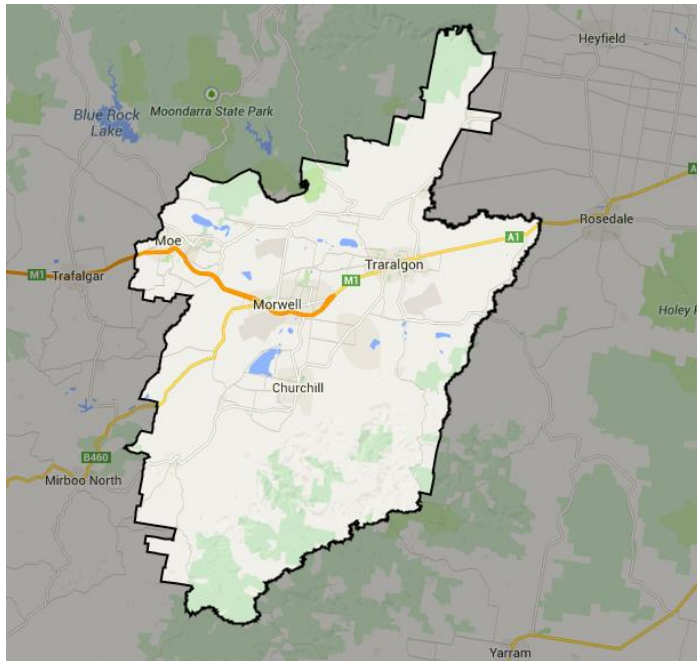 Heyfield
Blue Rock
Lake
Moondarra State Park
A
Rosedale
Moe
A1
M1
Trafalgar
Traralgon
M1
Morwell
Holey
Churchill
B460
Mirboo North
Yarram